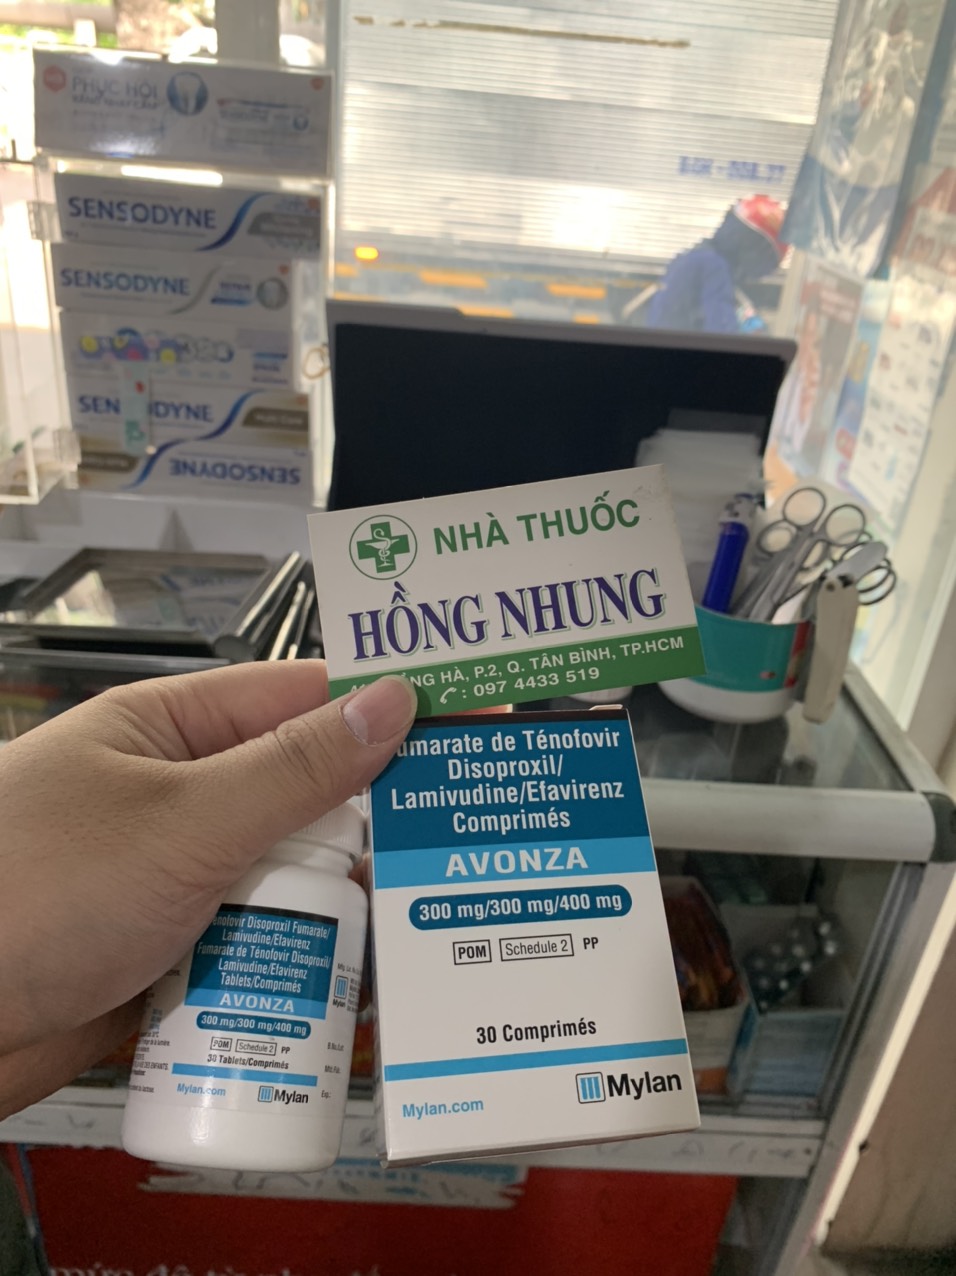 PHỤC HỒI
SENSODYNE
SENSODYNE
SENSODYNE
SENSODYNE
NHÀ THUỐC
HỒNG NHUNG
HÀ, P.2, Q. TÂN BÌNH, TP.HCM
: 097 4433 519
de Ténofovir
Disoproxil/
Lamivudine/Efavirenz
Comprimés
AVONZA
300 mg/300 mg/400 mg
POM Schedule 2 PP
30 Comprimés
Mylan.com Mylan
Disoproxil Fumarate/
Lamivudine/Efavirenz
Fumarate de Ténofovir Disoproxil/
Lamivudine/Efavirenz
Tablets/Comprimés
AVONZA
300 mg/300 mg/400 mg
POM Schedule 2 PP
30 Tablets/Comprimés
Mylan.com Mylan
Mylan